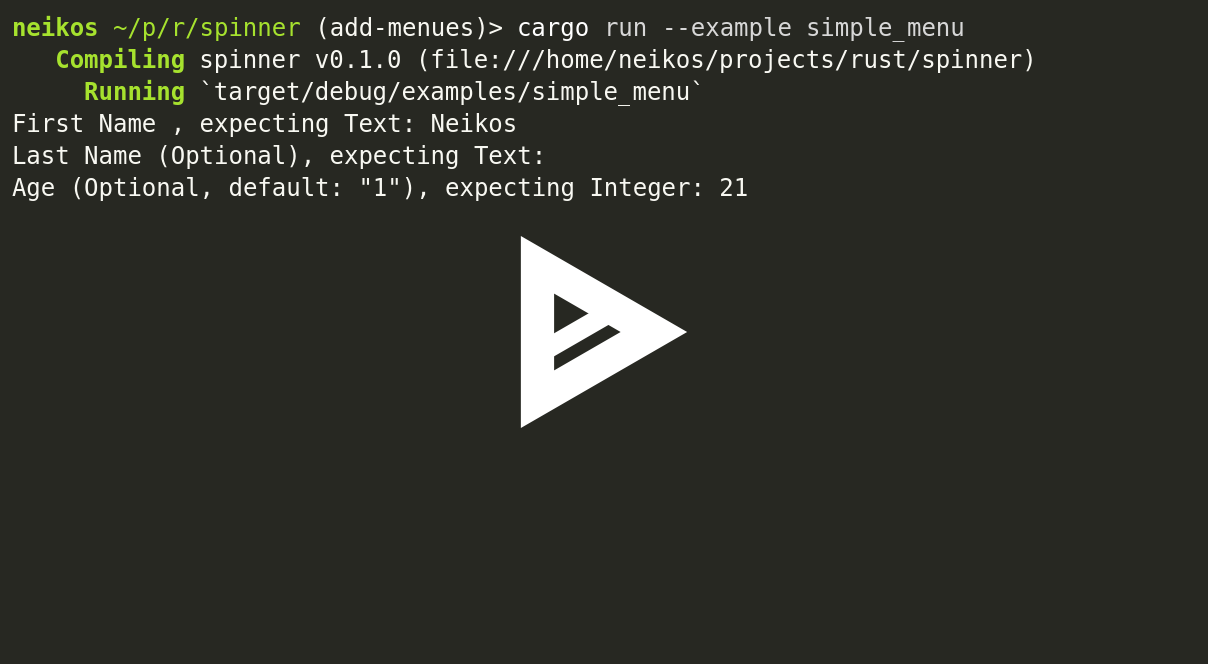 neikos ~/p/r/spinner (add-menues)> cargo run --example simple_menu
Compiling spinner v0.1.0 (file:///home/neikos/projects/rust/spinner)
Running `target/debug/examples/simple_menu`
First Name , expecting Text: Neikos
Last Name (Optional), expecting Text:
Age (Optional, default: "1"), expecting Integer: 21